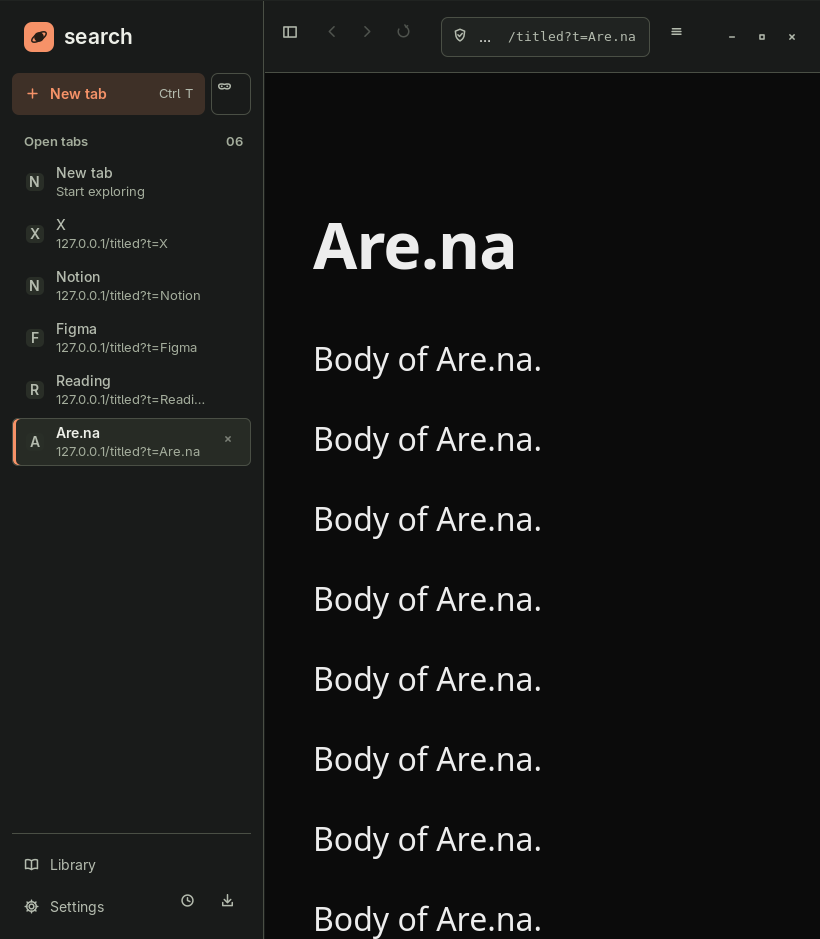 search
New tab
Ctrl T
Open tabs
06
N
New tab
Start exploring
X
X
127.0.0.1/titled?t=X
N
Notion
127.0.0.1/titled?t=Notion
F
Figma
127.0.0.1/titled?t=Figma
R
Reading
127.0.0.1/titled?t=Readi...
A
Are.na
127.0.0.1/titled?t=Are.na
Library
Settings
... /titled?t=Are.na
Are.na
Body of Are.na.
Body of Are.na.
Body of Are.na.
Body of Are.na.
Body of Are.na.
Body of Are.na.
Body of Are.na.
Body of Are.na.